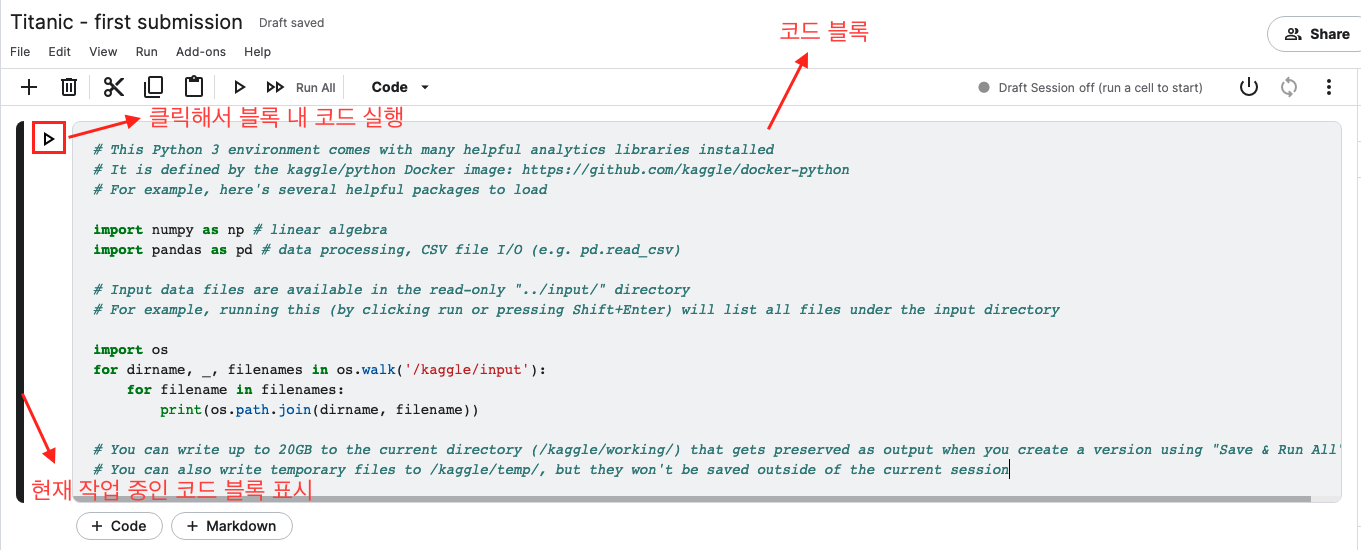 Titanic - first submission Draft saved
코드 블록
Share
File Edit View Run Add-ons Help
Run All Code Draft Session off (run a cell to start)
클릭해서 블록 내 코드 실행
# This Python 3 environment comes with many helpful analytics libraries installed
# It is defined by the kaggle/python Docker image: https://github.com/kaggle/docker-python
# For example, here's several helpful packages to load
import numpy as np # linear algebra
import pandas as pd # data processing, CSV file I/O (e.g. pd.read_csv)
# Input data files are available in the read-only "../input/" directory
# For example, running this (by clicking run or pressing Shift+Enter) will list all files under the input directory
import os
for dirname, _, filenames in os.walk('/kaggle/input'):
    for filename in filenames:
        print(os.path.join(dirname, filename))
# You can write up to 20GB to the current directory (/kaggle/working/) that gets preserved as output when you create a version using "Save & Run All"
# You can also write temporary files to /kaggle/temp/, but they won't be saved outside of the current session
현재 작업 중인 코드 블록 표시
+ Code + Markdown